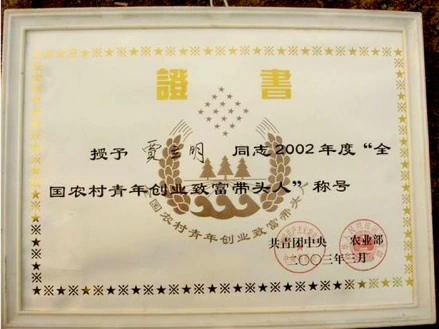 證書
授予 贾三明 同志2002年度“全
国农村青年创业致富带头人”称号
全国农村青年创业致富带头人
共青团中央 农业部
二〇〇三年三月